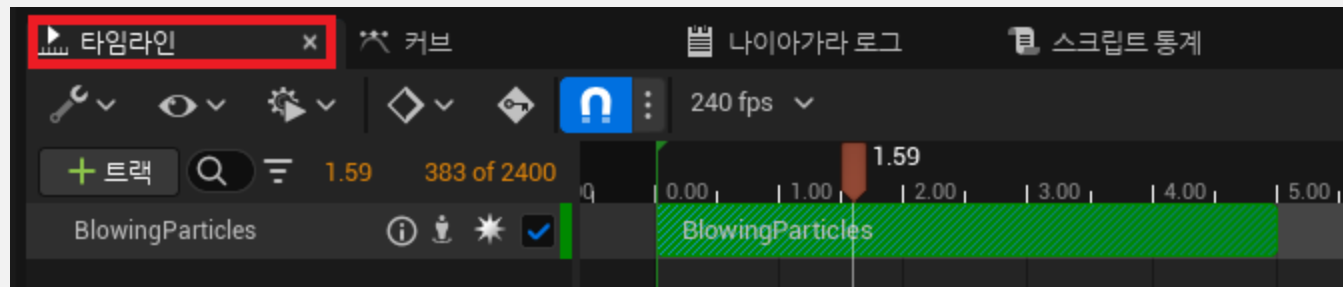 타임라인 커브 나이아가라 로그 스크립트 통계
240 fps
트랙 1.59 383 of 2400 1.59
0.00 1.00 2.00 3.00 4.00 5.00
BlowingParticles BlowingParticles